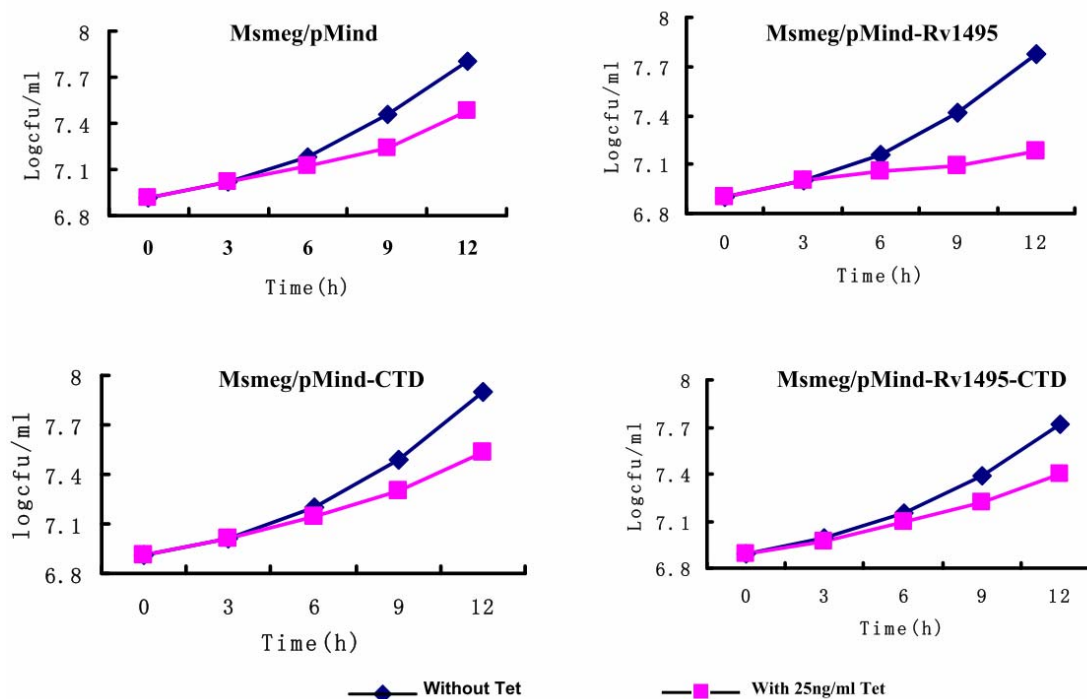 Msmeg/pMind
Logcfu/ml
8
7.7
7.4
7.1
6.8
0 3 6 9 12
Time(h)
Msmeg/pMind-Rv1495
Logcfu/ml
8
7.7
7.4
7.1
6.8
0 3 6 9 12
Time(h)
Msmeg/pMind-CTD
logcfu/ml
8
7.7
7.4
7.1
6.8
0 3 6 9 12
Time(h)
Msmeg/pMind-Rv1495-CTD
Logcfu/ml
8
7.7
7.4
7.1
6.8
0 3 6 9 12
Time(h)
Without Tet
With 25ng/ml Tet